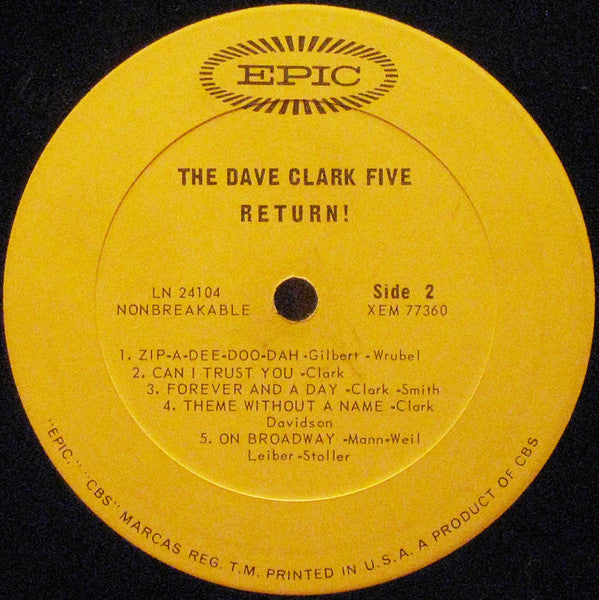 EPIC
THE DAVE CLARK FIVE
RETURN!
LN 24104
NONBREAKABLE
Side 2
XEM 77360
1. ZIP-A-DEE-DOO-DAH -Gilbert -Wrubel
2. CAN I TRUST YOU -Clark
3. FOREVER AND A DAY -Clark -Smith
4. THEME WITHOUT A NAME -Clark
Davidson
5. ON BROADWAY -Mann-Weil
Leiber -Stoller
"EPIC," "CBS" MARCAS REG. T.M. PRINTED IN U.S.A. A PRODUCT OF CBS